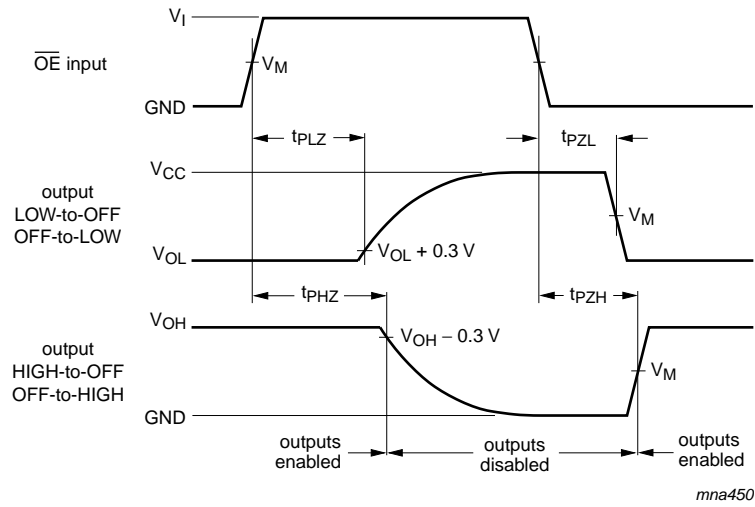 V_I
OE input
V_M
GND
t_PLZ
t_PZL
V_CC
output
LOW-to-OFF
OFF-to-LOW
V_M
V_OL
V_OL + 0.3 V
t_PHZ
t_PZH
V_OH
V_OH − 0.3 V
output
HIGH-to-OFF
OFF-to-HIGH
V_M
GND
outputs
enabled
outputs
disabled
outputs
enabled
mna450